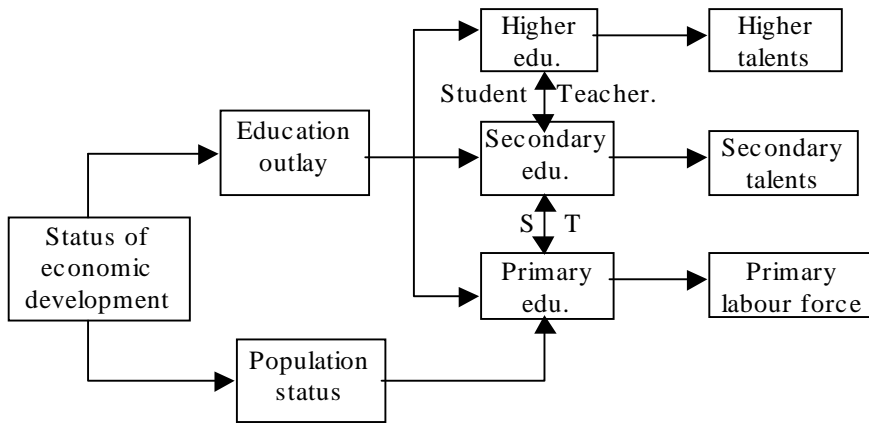 Higher
edu.
Higher
talents
Student Teacher.
Education
outlay
Secondary
edu.
Secondary
talents
S T
Status of
economic
development
Primary
edu.
Primary
labour force
Population
status